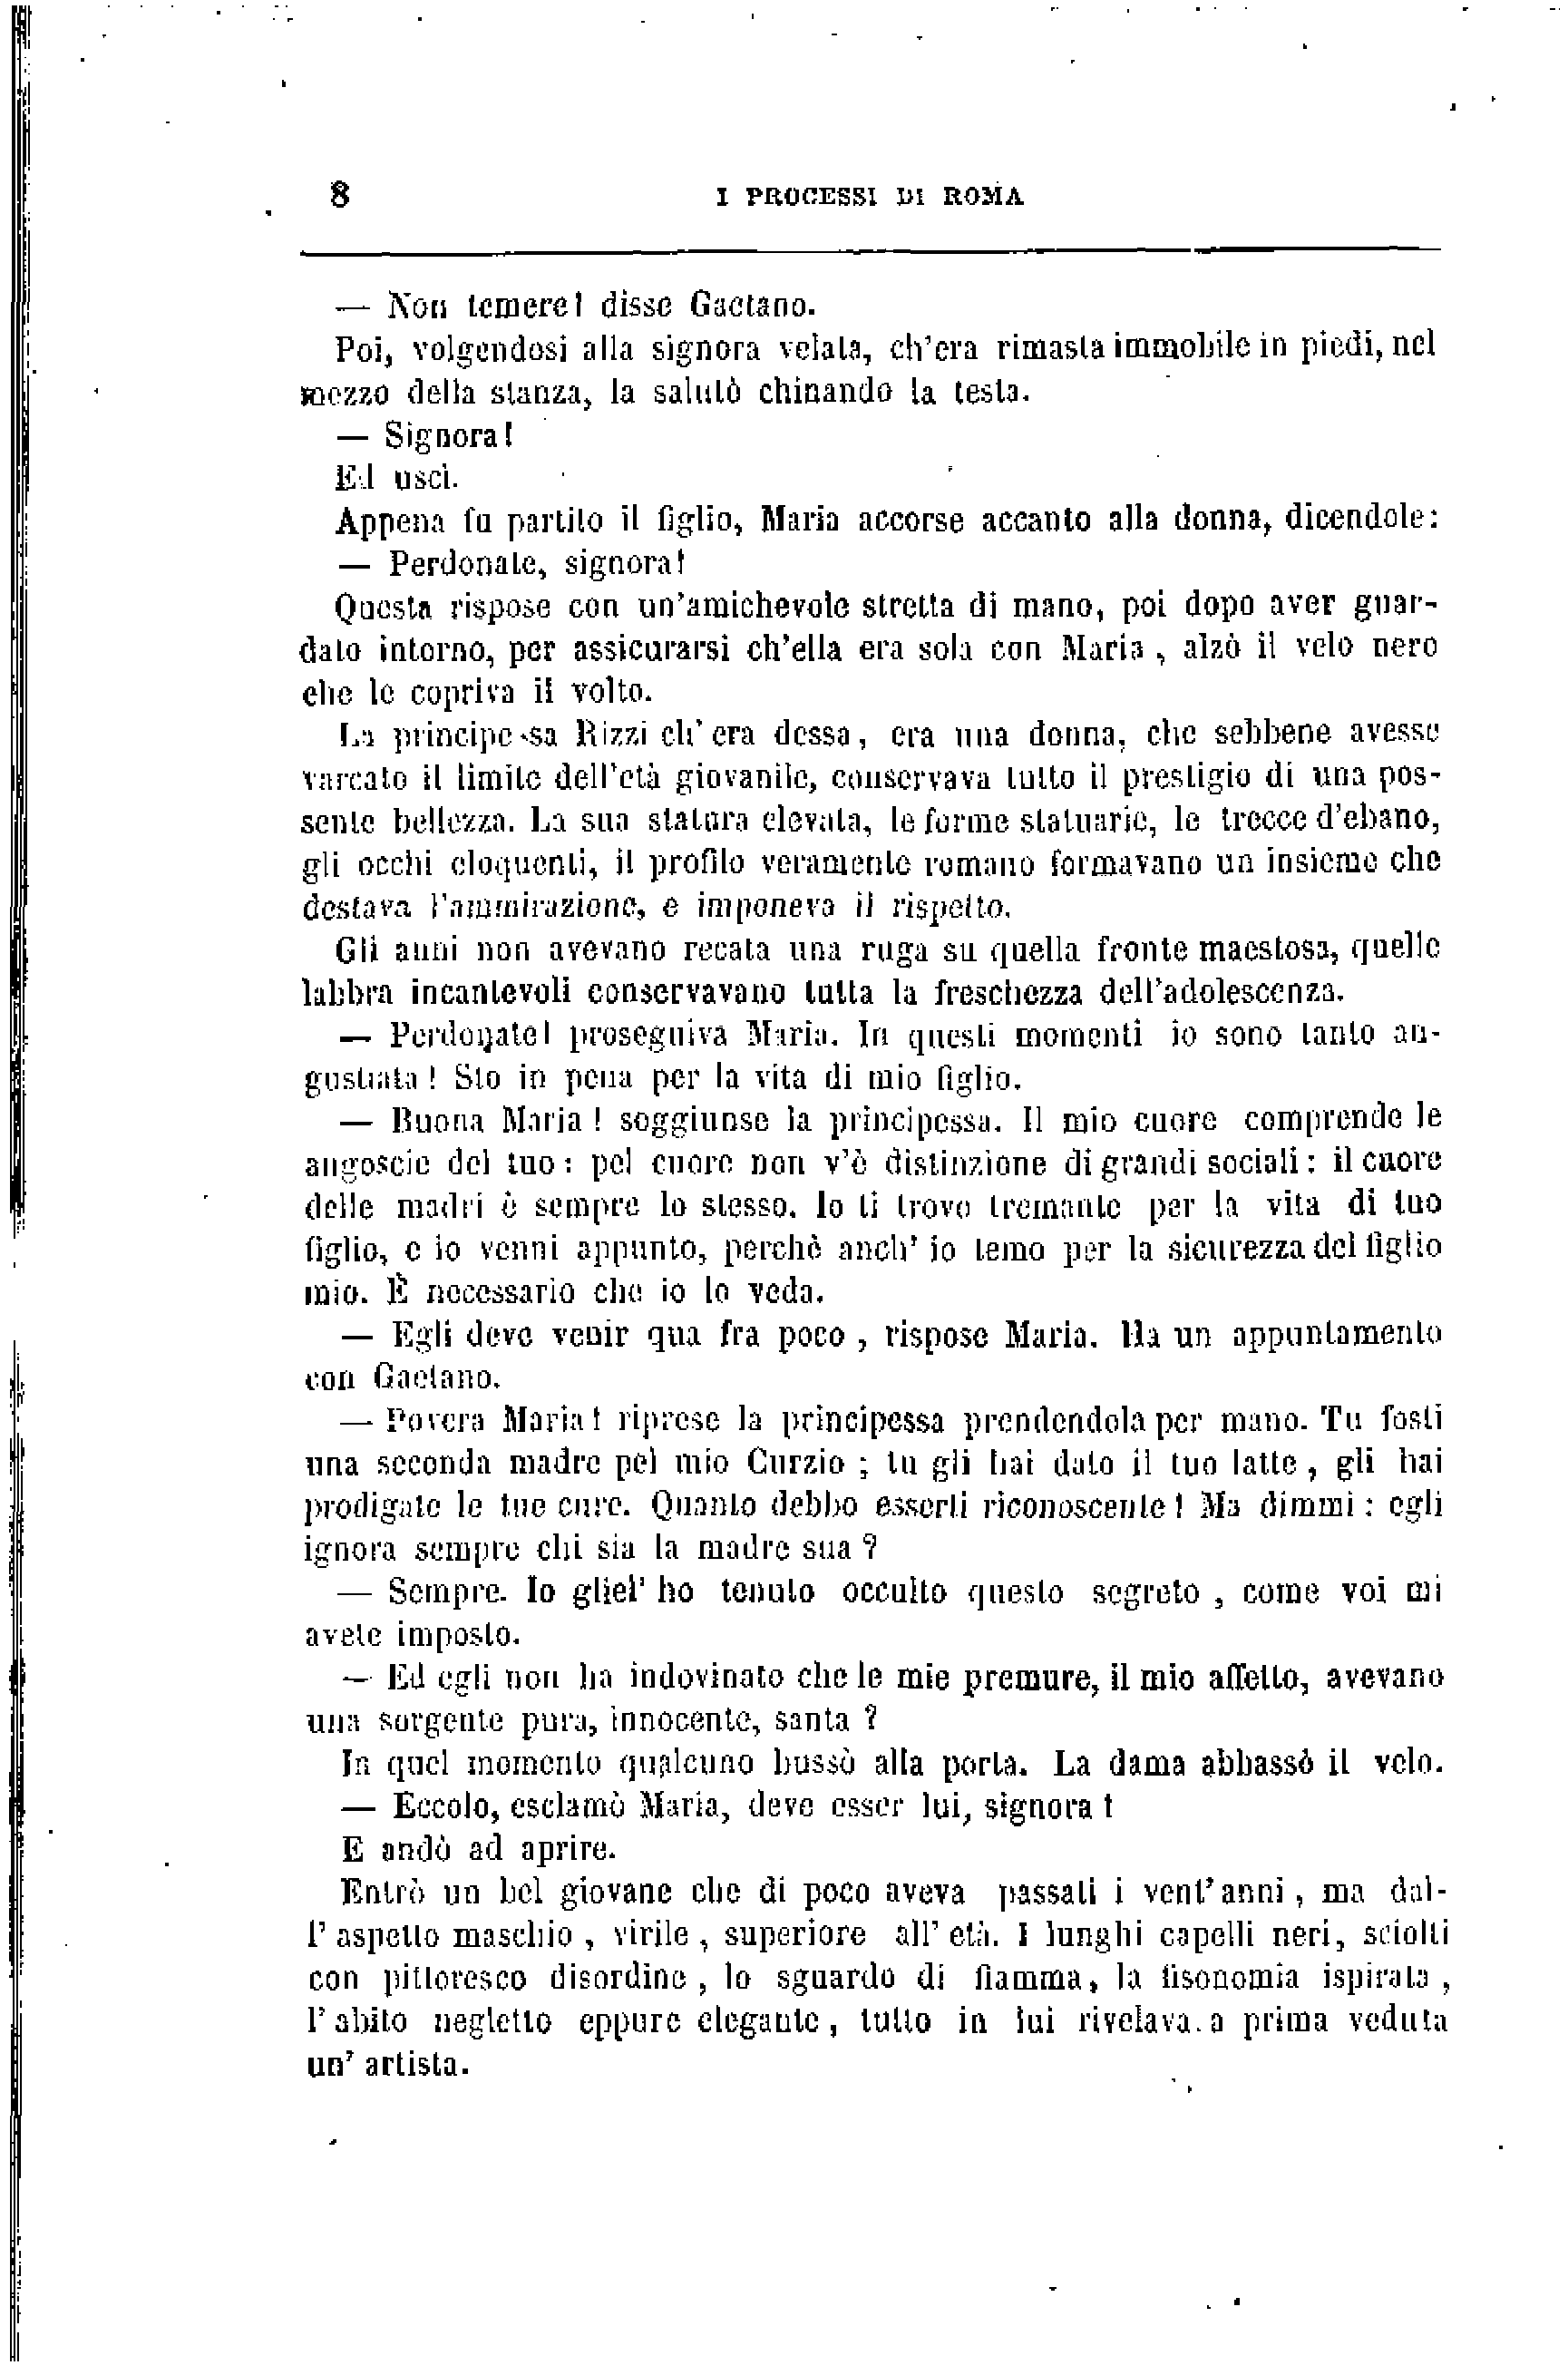 8 I PROCESSI DI ROMA
— Non temere! disse Gaetano.
Poi, volgendosi alla signora velata, ch'era rimasta immobile in piedi, nel
mezzo della stanza, la salutò chinando la testa.
— Signora!
Ed uscì.
Appena fu partito il figlio, Maria accorse accanto alla donna, dicendole:
— Perdonate, signora!
Questa rispose con un'amichevole stretta di mano, poi dopo aver guar-
dato intorno, per assicurarsi ch'ella era sola con Maria, alzò il velo nero
che le copriva il volto.
La principessa Rizzi ch'era dessa, era una donna, che sebbene avesse
varcato il limite dell'età giovanile, conservava tutto il prestigio di una pos-
sente bellezza. La sua statura elevata, le forme statuarie, le trecce d'ebano,
gli occhi eloquenti, il profilo veramente romano formavano un insieme che
destava l'ammirazione, e imponeva il rispetto.
Gli anni non avevano recata una ruga su quella fronte maestosa, quelle
labbra incantevoli conservavano tutta la freschezza dell'adolescenza.
— Perdonate! proseguiva Maria. In questi momenti io sono tanto an-
gustiata! Sto in pena per la vita di mio figlio.
— Buona Maria! soggiunse la principessa. Il mio cuore comprende le
angoscie del tuo: pel cuore non v'è distinzione di grandi sociali: il cuore
delle madri è sempre lo stesso. Io ti trovo tremante per la vita di tuo
figlio, e io venni appunto, perchè anch'io temo per la sicurezza del figlio
mio. È necessario che io lo veda.
— Egli deve venir qua fra poco, rispose Maria. Ha un appuntamento
con Gaetano.
— Povera Maria! riprese la principessa prendendola per mano. Tu fosti
una seconda madre pel mio Curzio; tu gli hai dato il tuo latte, gli hai
prodigate le tue cure. Quanto debbo esserti riconoscente! Ma dimmi: egli
ignora sempre chi sia la madre sua?
— Sempre. Io gliel'ho tenuto occulto questo segreto, come voi mi
avete imposto.
— Ed egli non ha indovinato che le mie premure, il mio affetto, avevano
una sorgente pura, innocente, santa?
In quel momento qualcuno bussò alla porta. La dama abbassò il velo.
— Eccolo, esclamò Maria, deve esser lui, signora!
E andò ad aprire.
Entrò un bel giovane che di poco aveva passati i vent'anni, ma dal-
l'aspetto maschio, virile, superiore all'età. I lunghi capelli neri, sciolti
con pittoresco disordine, lo sguardo di fiamma, la fisonomia ispirata,
l'abito negletto eppure elegante, tutto in lui rivelava a prima veduta
un'artista.